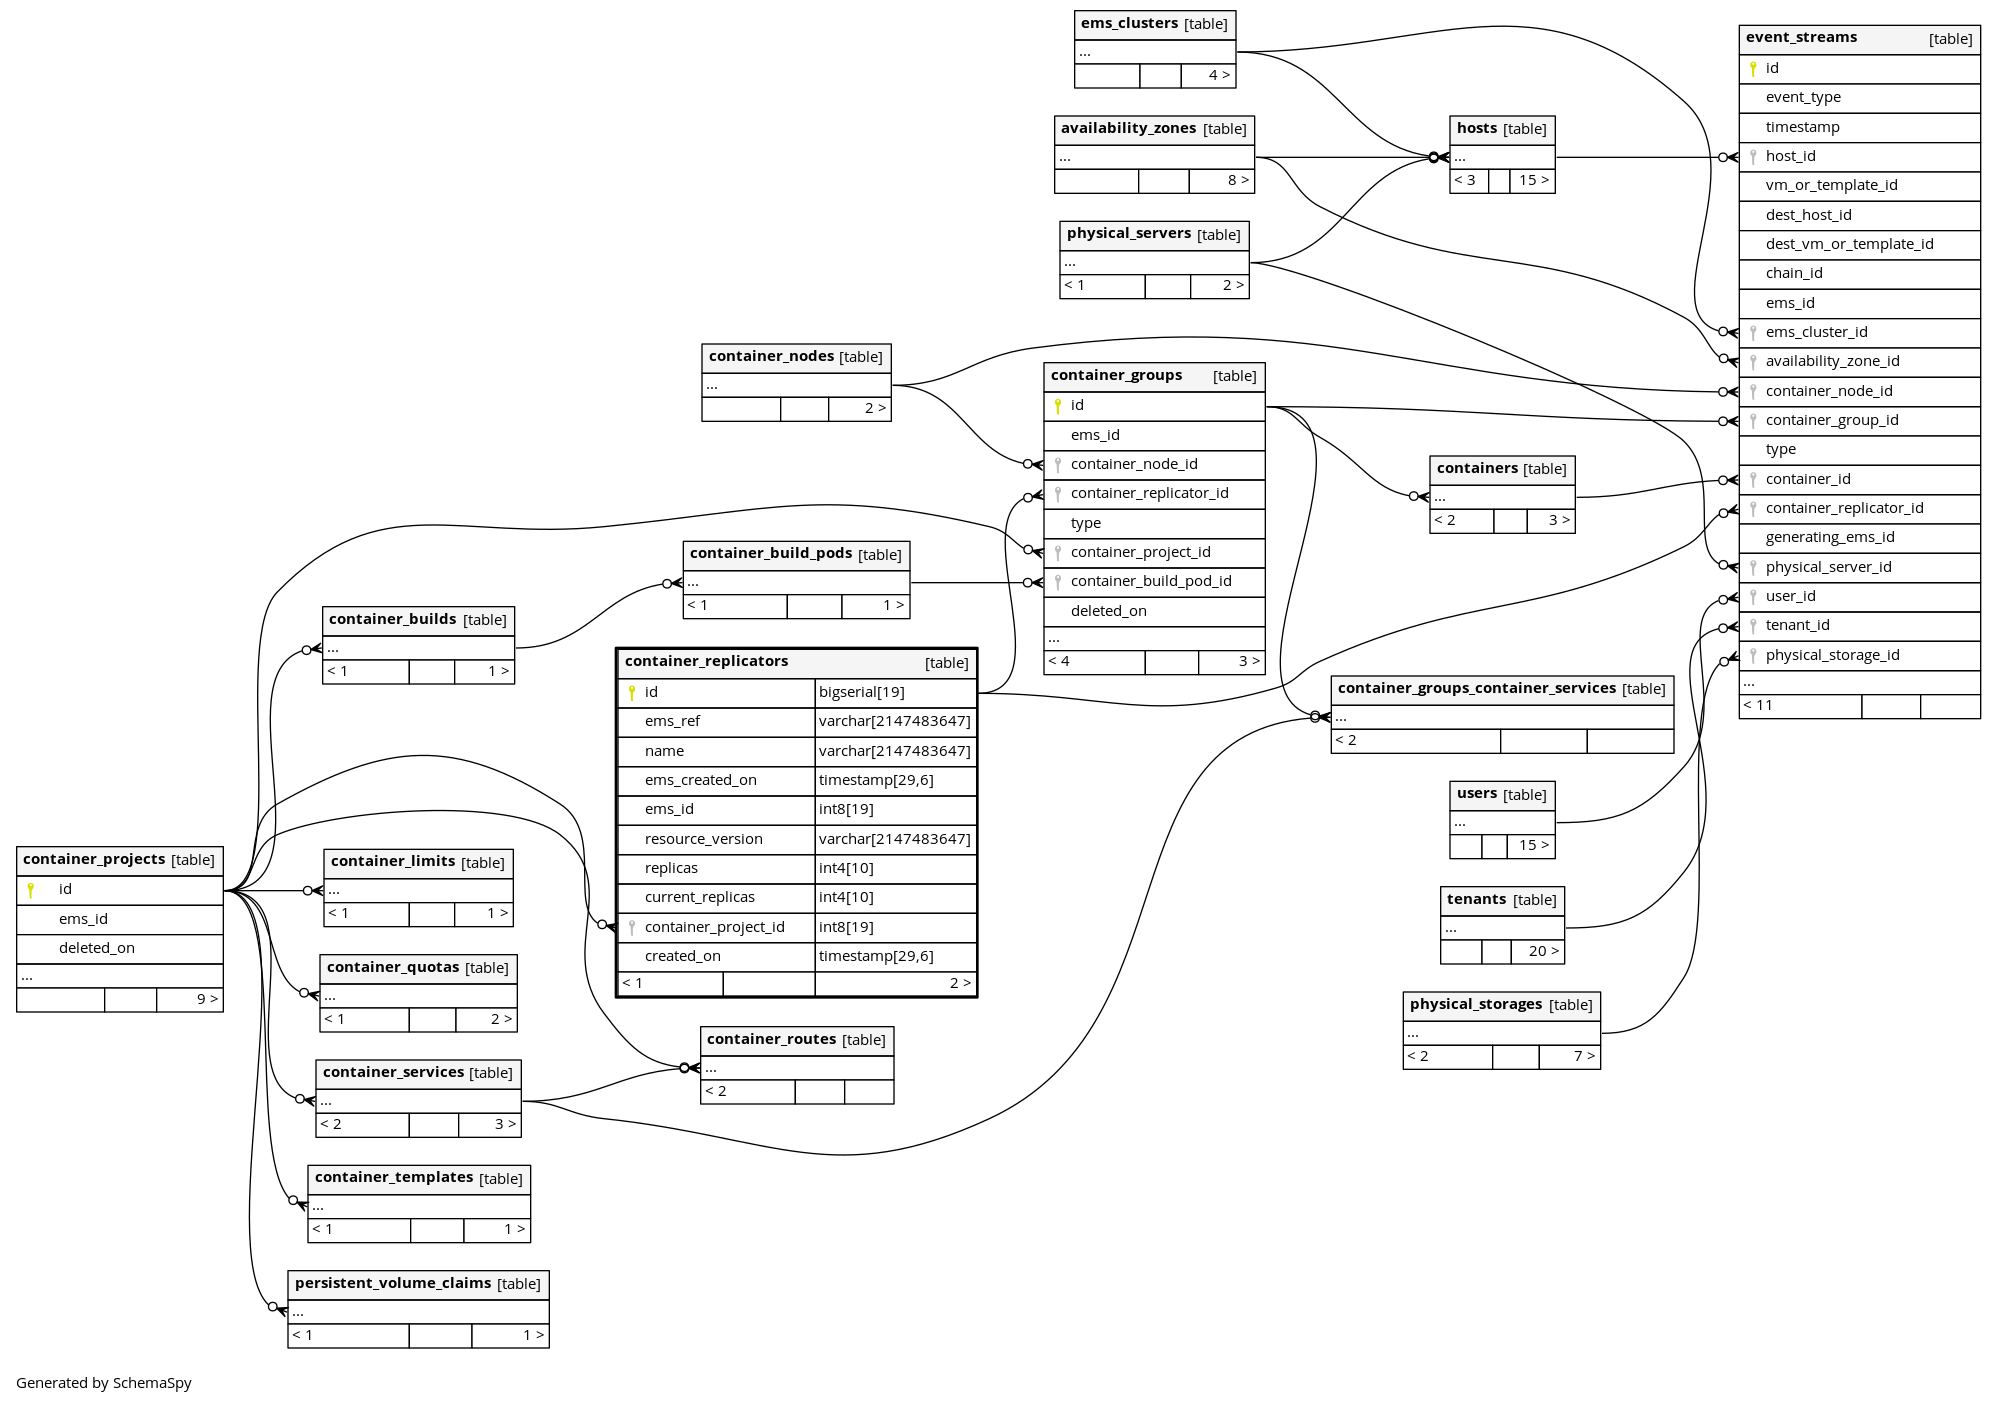 ems_clusters [table]
...
4 >
availability_zones [table]
...
8 >
physical_servers [table]
...
< 1 2 >
hosts [table]
...
< 3 15 >
event_streams [table]
id
event_type
timestamp
host_id
vm_or_template_id
dest_host_id
dest_vm_or_template_id
chain_id
ems_id
ems_cluster_id
availability_zone_id
container_node_id
container_group_id
type
container_id
container_replicator_id
generating_ems_id
physical_server_id
user_id
tenant_id
physical_storage_id
...
< 11
container_nodes [table]
...
2 >
container_groups [table]
id
ems_id
container_node_id
container_replicator_id
type
container_project_id
container_build_pod_id
deleted_on
...
< 4 3 >
containers [table]
...
< 2 3 >
container_build_pods [table]
...
< 1 1 >
container_builds [table]
...
< 1 1 >
container_replicators [table]
id bigserial[19]
ems_ref varchar[2147483647]
name varchar[2147483647]
ems_created_on timestamp[29,6]
ems_id int8[19]
resource_version varchar[2147483647]
replicas int4[10]
current_replicas int4[10]
container_project_id int8[19]
created_on timestamp[29,6]
< 1 2 >
container_groups_container_services [table]
...
< 2
users [table]
...
15 >
tenants [table]
...
20 >
physical_storages [table]
...
< 2 7 >
container_projects [table]
id
ems_id
deleted_on
...
9 >
container_limits [table]
...
< 1 1 >
container_quotas [table]
...
< 1 2 >
container_services [table]
...
< 2 3 >
container_routes [table]
...
< 2
container_templates [table]
...
< 1 1 >
persistent_volume_claims [table]
...
< 1 1 >
Generated by SchemaSpy